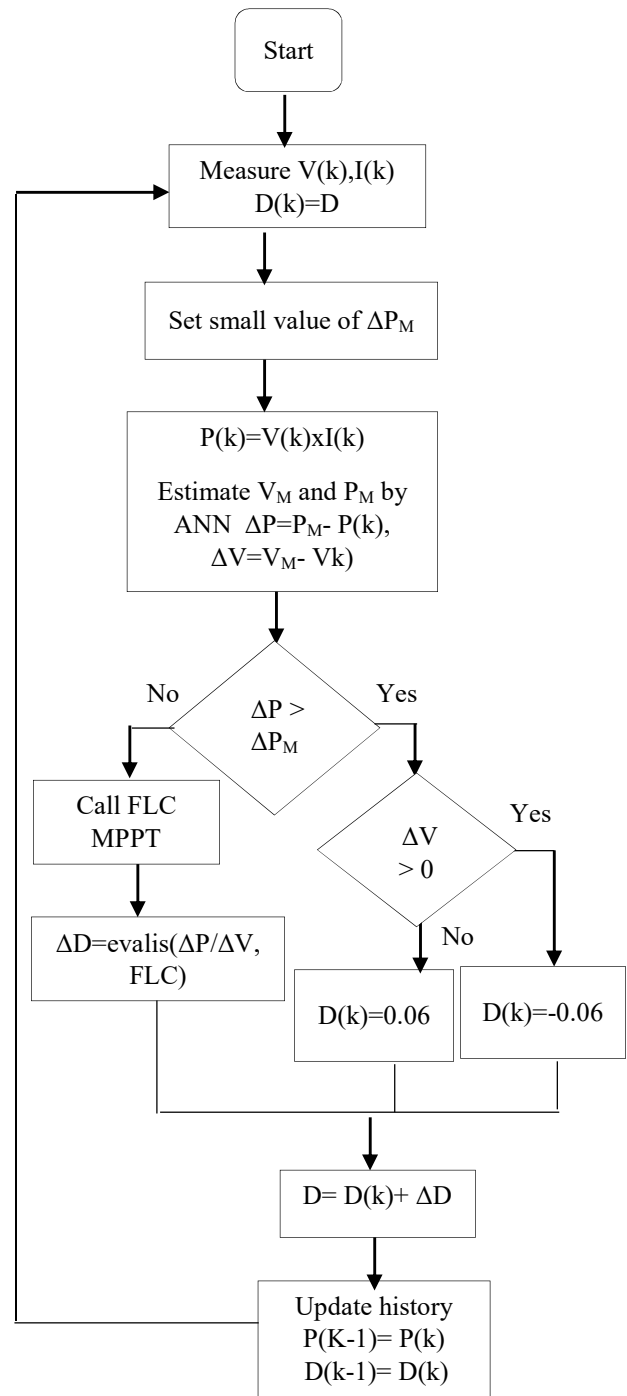 Start
Measure V(k),I(k)
D(k)=D
Set small value of ΔP_M
P(k)=V(k)xI(k)
Estimate V_M and P_M by
ANN ΔP=P_M- P(k),
ΔV=V_M- Vk)
No
Yes
ΔP >
ΔP_M
Call FLC
MPPT
Yes
ΔV
> 0
ΔD=evalis(ΔP/ΔV,
FLC)
No
D(k)=0.06
D(k)=-0.06
D= D(k)+ ΔD
Update history
P(K-1)= P(k)
D(k-1)= D(k)